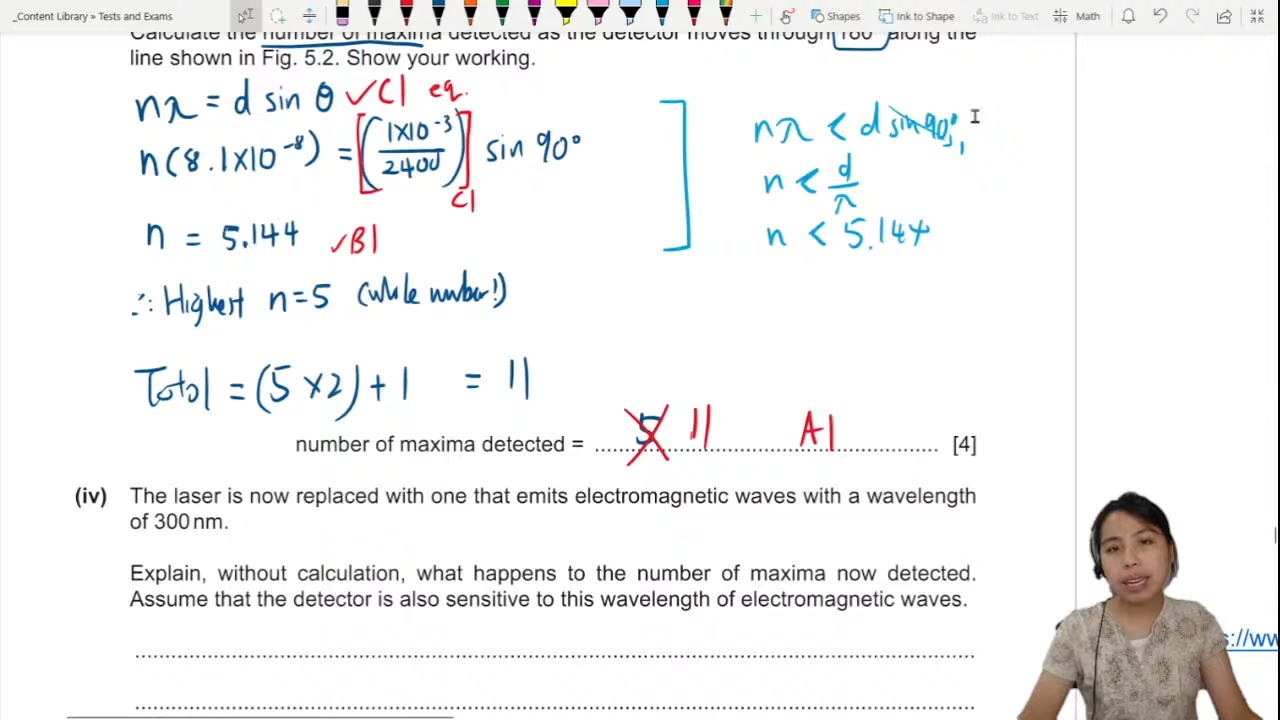 _Content Library » Tests and Exams
Shapes
Ink to Shape
Ink to Text
Math
Calculate the number of maxima detected as the detector moves through 180° along the
line shown in Fig. 5.2. Show your working.
nλ = d sin θ ✓C1 eq.
n(8.1×10⁻⁸) = [(1×10⁻³/2400)] sin 90°
C1
n = 5.144 ✓B1
∴ Highest n=5 (whole number!)
Total = (5×2)+1 = 11
nλ < d sin 90°, 1
n < d/λ
n < 5.144
number of maxima detected = 5 11 A1 [4]
(iv) The laser is now replaced with one that emits electromagnetic waves with a wavelength
of 300 nm.
Explain, without calculation, what happens to the number of maxima now detected.
Assume that the detector is also sensitive to this wavelength of electromagnetic waves.
s://ww